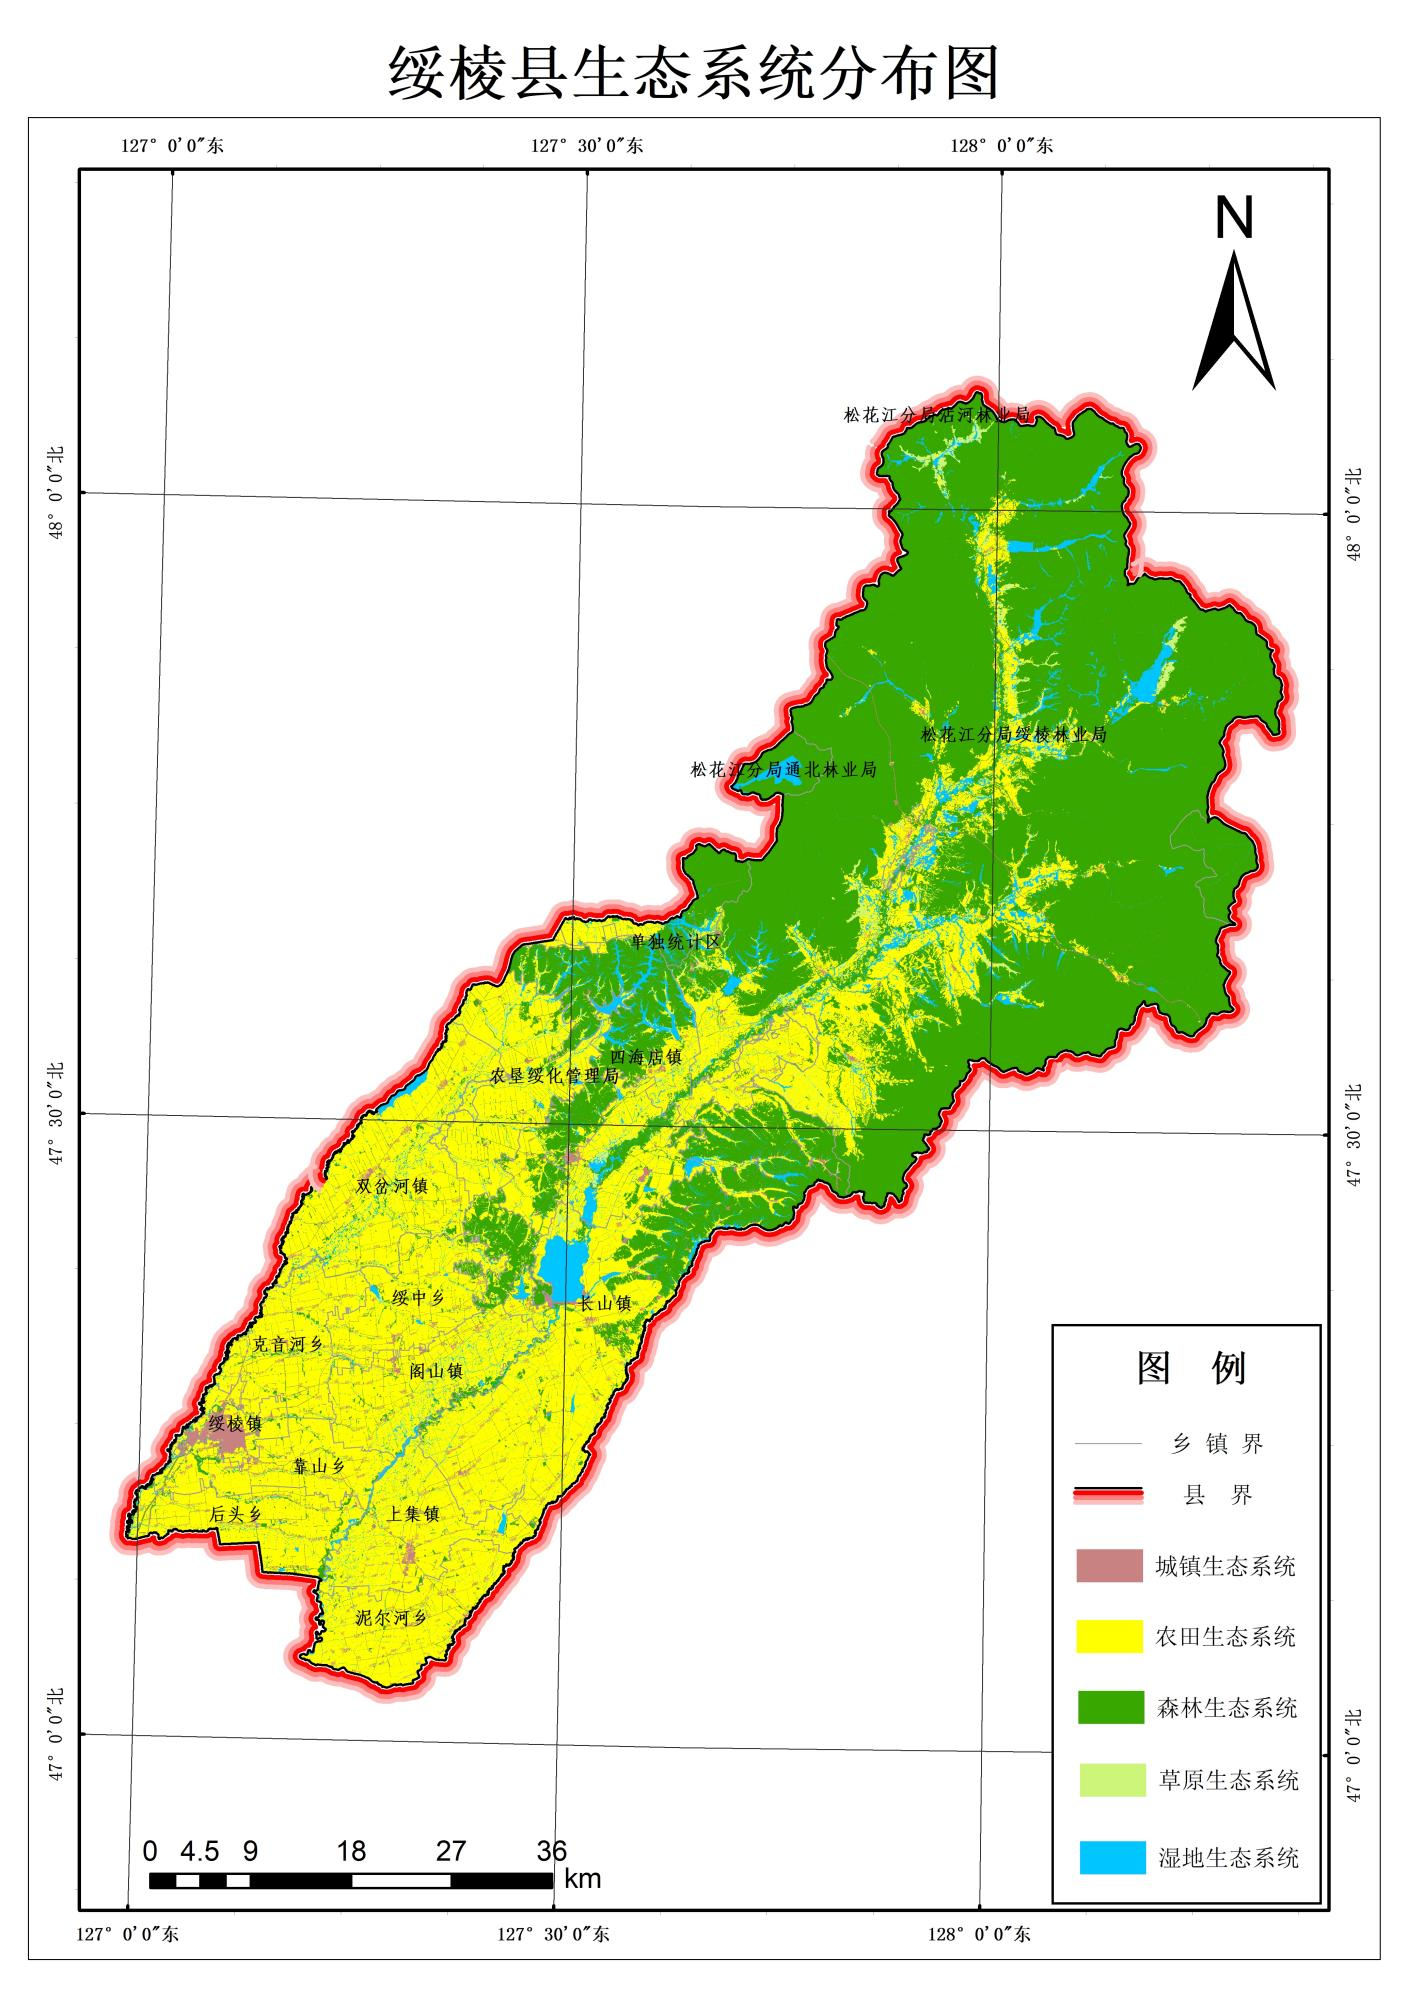 绥棱县生态系统分布图
127° 0'0"东
127° 30'0"东
128° 0'0"东
N
松花江分局沾河林业局
48° 0'0"北
48° 0'0"北
松花江分局绥棱林业局
松花江分局通北林业局
单独统计区
四海店镇
农垦绥化管理局
47° 30'0"北
47° 30'0"北
双岔河镇
绥中乡
长山镇
克音河乡
阁山镇
绥棱镇
靠山乡
后头乡
上集镇
泥尔河乡
图 例
乡 镇 界
县 界
城镇生态系统
农田生态系统
森林生态系统
草原生态系统
湿地生态系统
47° 0'0"北
47° 0'0"北
0 4.5 9 18 27 36
km
127° 0'0"东
127° 30'0"东
128° 0'0"东